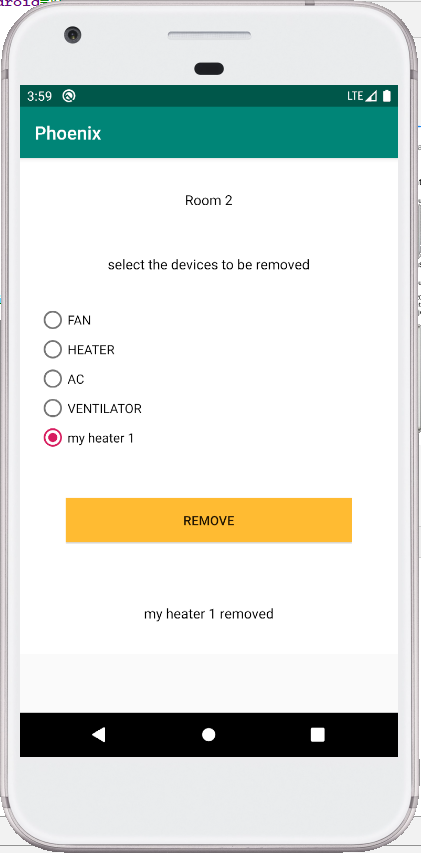 3:59 LTE
Phoenix
Room 2
select the devices to be removed
FAN
HEATER
AC
VENTILATOR
my heater 1
REMOVE
my heater 1 removed